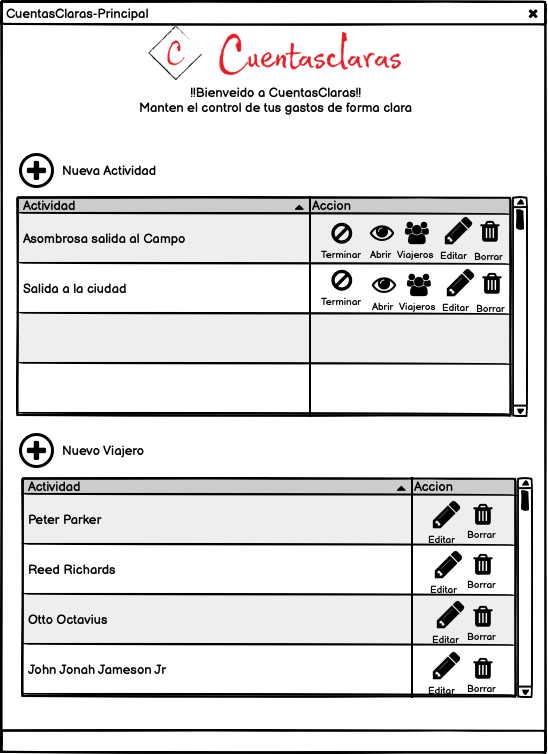 CuentasClaras-Principal
C Cuentasclaras
!!Bienveido a CuentasClaras!!
Manten el control de tus gastos de forma clara
Nueva Actividad
Actividad Accion
Asombrosa salida al Campo
Terminar Abrir Viajeros Editar Borrar
Salida a la ciudad
Terminar Abrir Viajeros Editar Borrar
Nuevo Viajero
Actividad Accion
Peter Parker
Editar Borrar
Reed Richards
Editar Borrar
Otto Octavius
Editar Borrar
John Jonah Jameson Jr
Editar Borrar